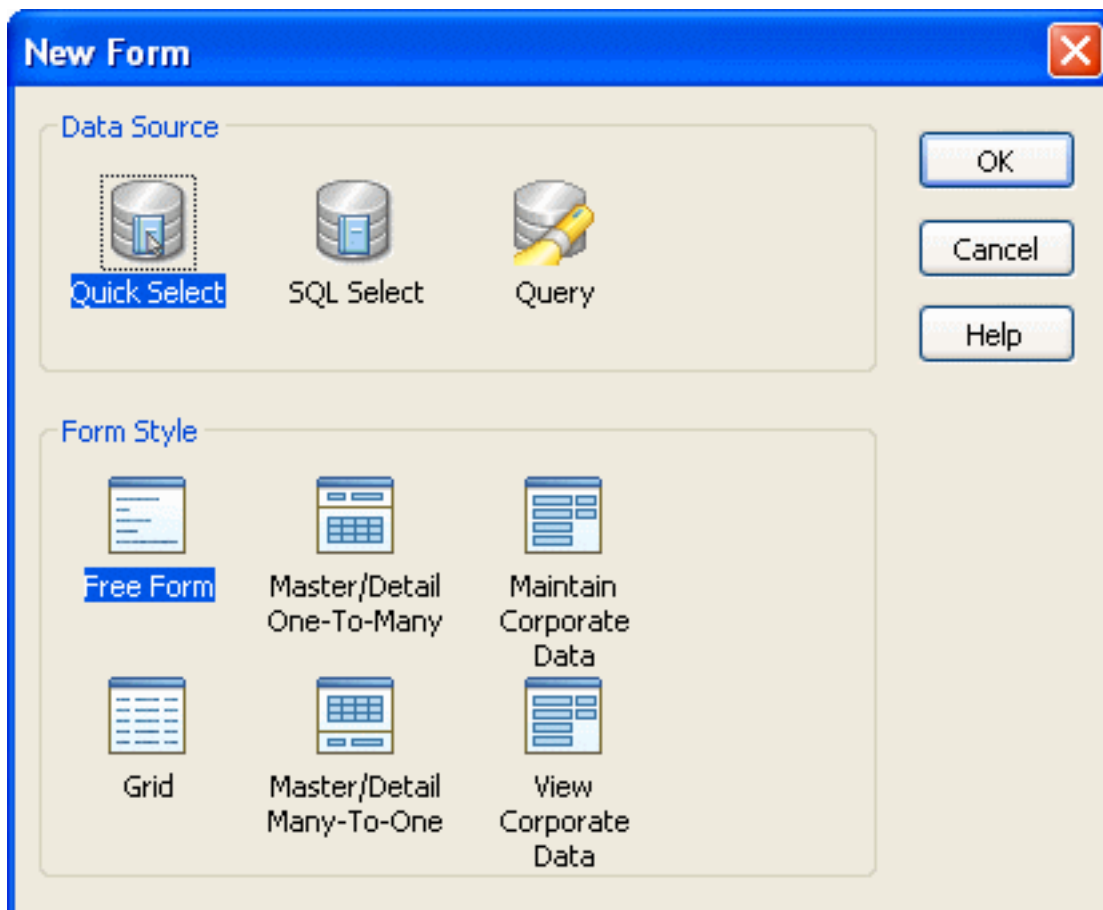 New Form
Data Source
OK
Quick Select
SQL Select
Query
Cancel
Help
Form Style
Free Form
Master/Detail
One-To-Many
Maintain
Corporate
Data
Grid
Master/Detail
Many-To-One
View
Corporate
Data